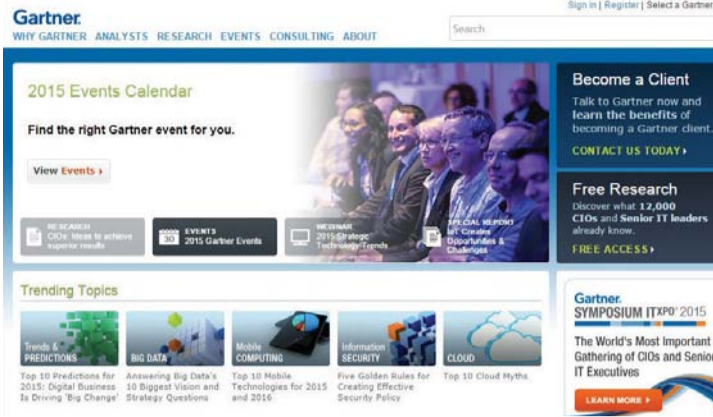 Sign in | Register | Select a Gartner
Gartner.
WHY GARTNER ANALYSTS RESEARCH EVENTS CONSULTING ABOUT
Search
2015 Events Calendar
Find the right Gartner event for you.
View Events
RESEARCH
CIOs: Ideas to achieve
superior results
30
EVENTS
2015 Gartner Events
WEBINAR
2015 Strategic
Technology Trends
SPECIAL REPORT
IoT Creates
Opportunities &
Challenges
Become a Client
Talk to Gartner now and
learn the benefits of
becoming a Gartner client.
CONTACT US TODAY
Free Research
Discover what 12,000
CIOs and Senior IT leaders
already know.
FREE ACCESS
Trending Topics
Trends &
PREDICTIONS
Top 10 Predictions for
2015: Digital Business
Is Driving 'Big Change'
BIG DATA
Answering Big Data's
10 Biggest Vision and
Strategy Questions
Mobile
COMPUTING
Top 10 Mobile
Technologies for 2015
and 2016
Information
SECURITY
Five Golden Rules for
Creating Effective
Security Policy
CLOUD
Top 10 Cloud Myths
Gartner.
SYMPOSIUM ITXPO 2015
The World's Most Important
Gathering of CIOs and Senior
IT Executives
LEARN MORE